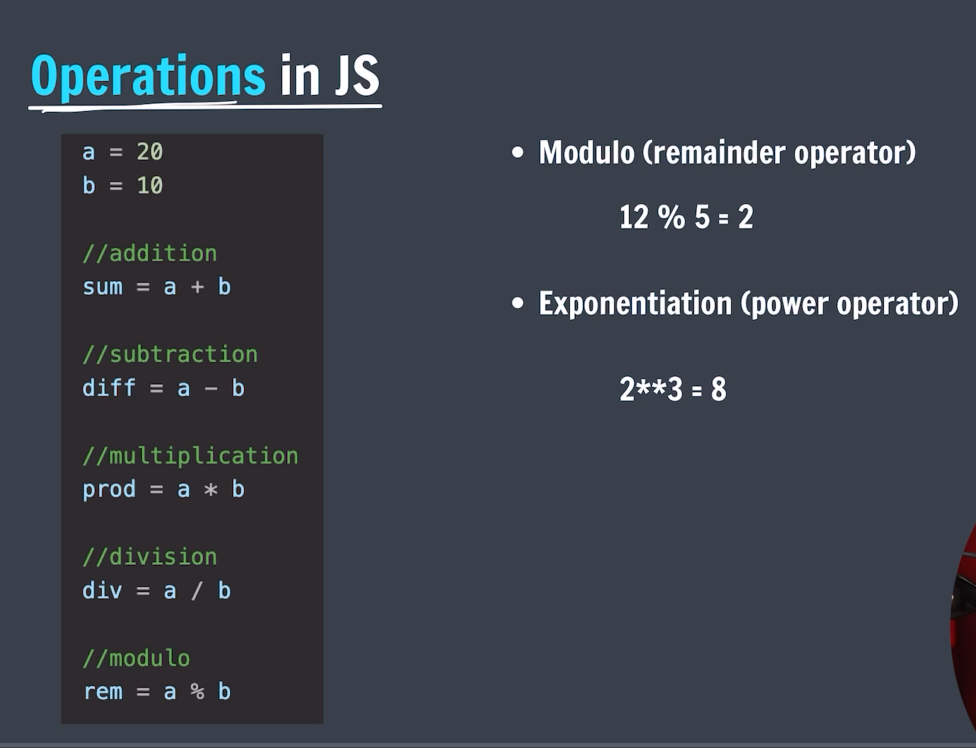 Operations in JS
a = 20
b = 10
//addition
sum = a + b
//subtraction
diff = a - b
//multiplication
prod = a * b
//division
div = a / b
//modulo
rem = a % b
• Modulo (remainder operator)
12 % 5 = 2
• Exponentiation (power operator)
2**3 = 8